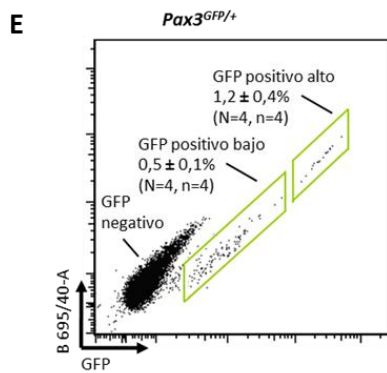 E
Pax3GFP/+
GFP positivo alto
1,2 ± 0,4%
(N=4, n=4)
GFP positivo bajo
0,5 ± 0,1%
(N=4, n=4)
GFP
negativo
B 695/40-A
GFP